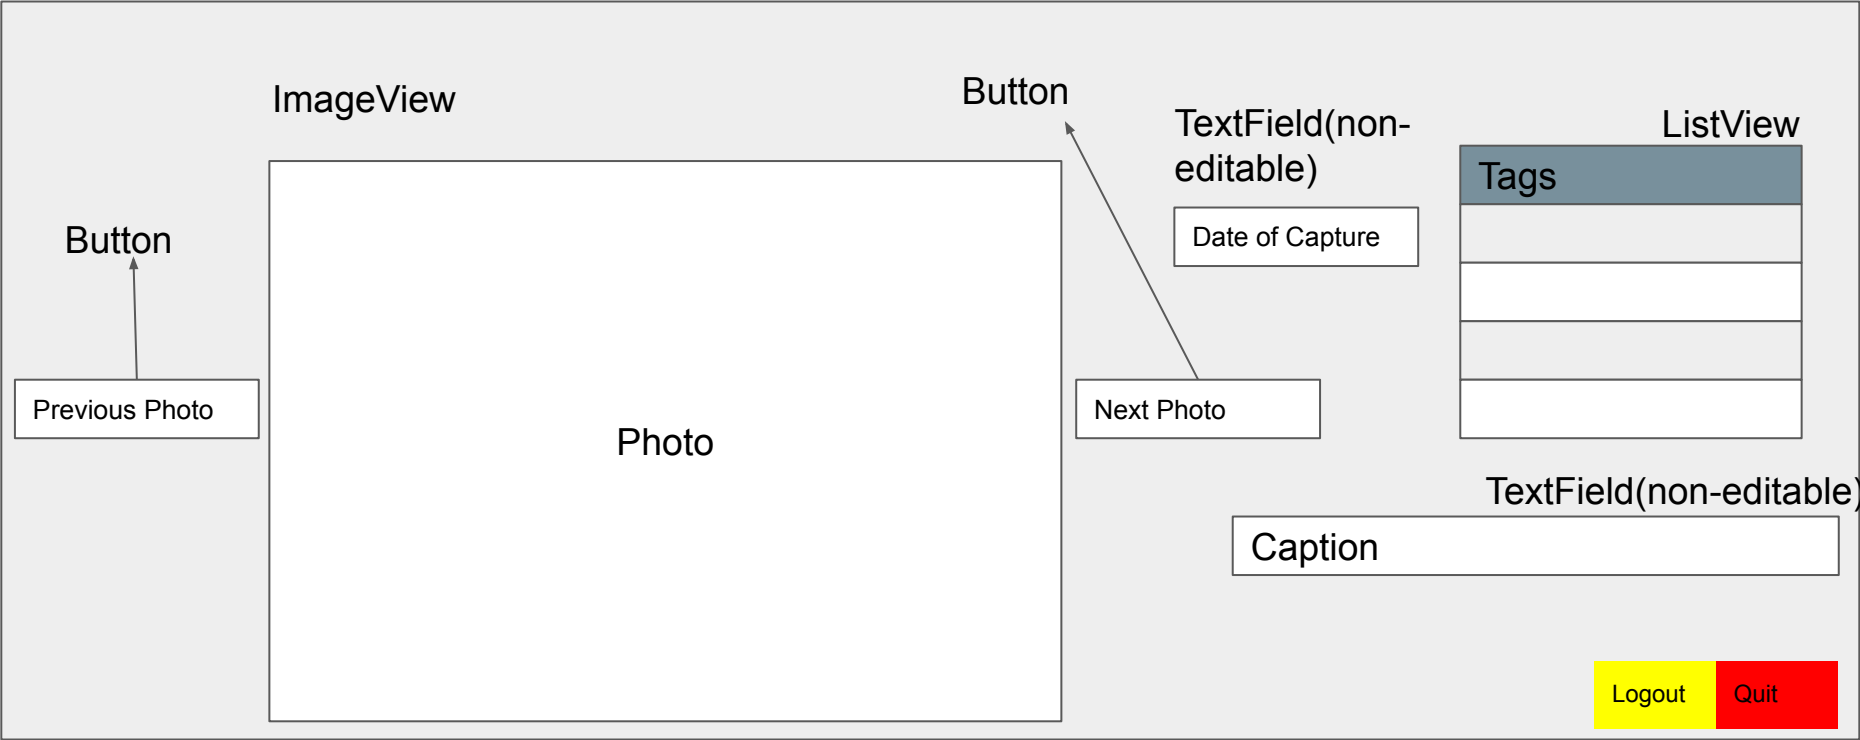 ImageView
Button
TextField(non-
editable)
ListView
Tags
Button
Date of Capture
Previous Photo
Photo
Next Photo
TextField(non-editable)
Caption
Logout
Quit